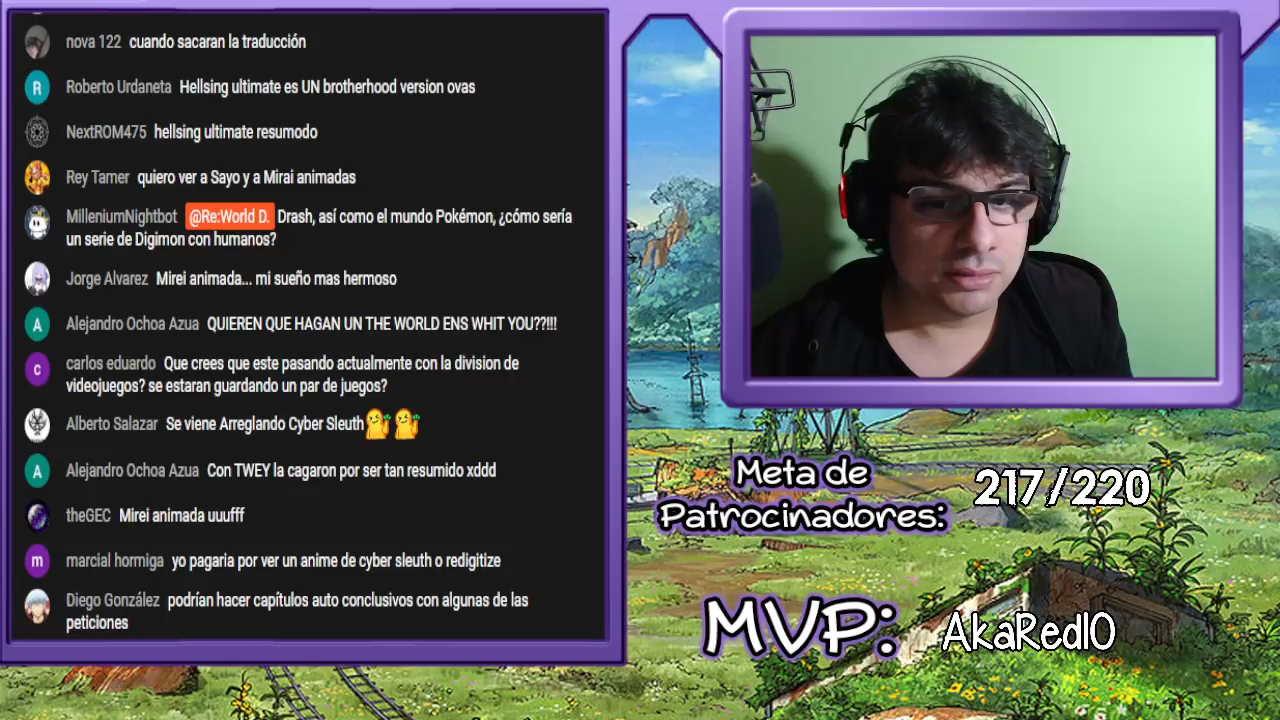 nova 122 cuando sacaran la traducción
Roberto Urdaneta Hellsing ultimate es UN brotherhood version ovas
NextROM475 hellsing ultimate resumodo
Rey Tamer quiero ver a Sayo y a Mirai animadas
MilleniumNightbot @Re:World D. Drash, así como el mundo Pokémon, ¿cómo sería
un serie de Digimon con humanos?
Jorge Alvarez Mirei animada... mi sueño mas hermoso
Alejandro Ochoa Azua QUIEREN QUE HAGAN UN THE WORLD ENS WHIT YOU??!!!
carlos eduardo Que crees que este pasando actualmente con la division de
videojuegos? se estaran guardando un par de juegos?
Alberto Salazar Se viene Arreglando Cyber Sleuth
Alejandro Ochoa Azua Con TWEY la cagaron por ser tan resumido xddd
theGEC Mirei animada uuufff
marcial hormiga yo pagaria por ver un anime de cyber sleuth o redigitize
Diego González podrían hacer capítulos auto conclusivos con algunas de las
peticiones
R
A
c
A
m
Meta de
Patrocinadores:
217/220
MVP:
AkaRed10